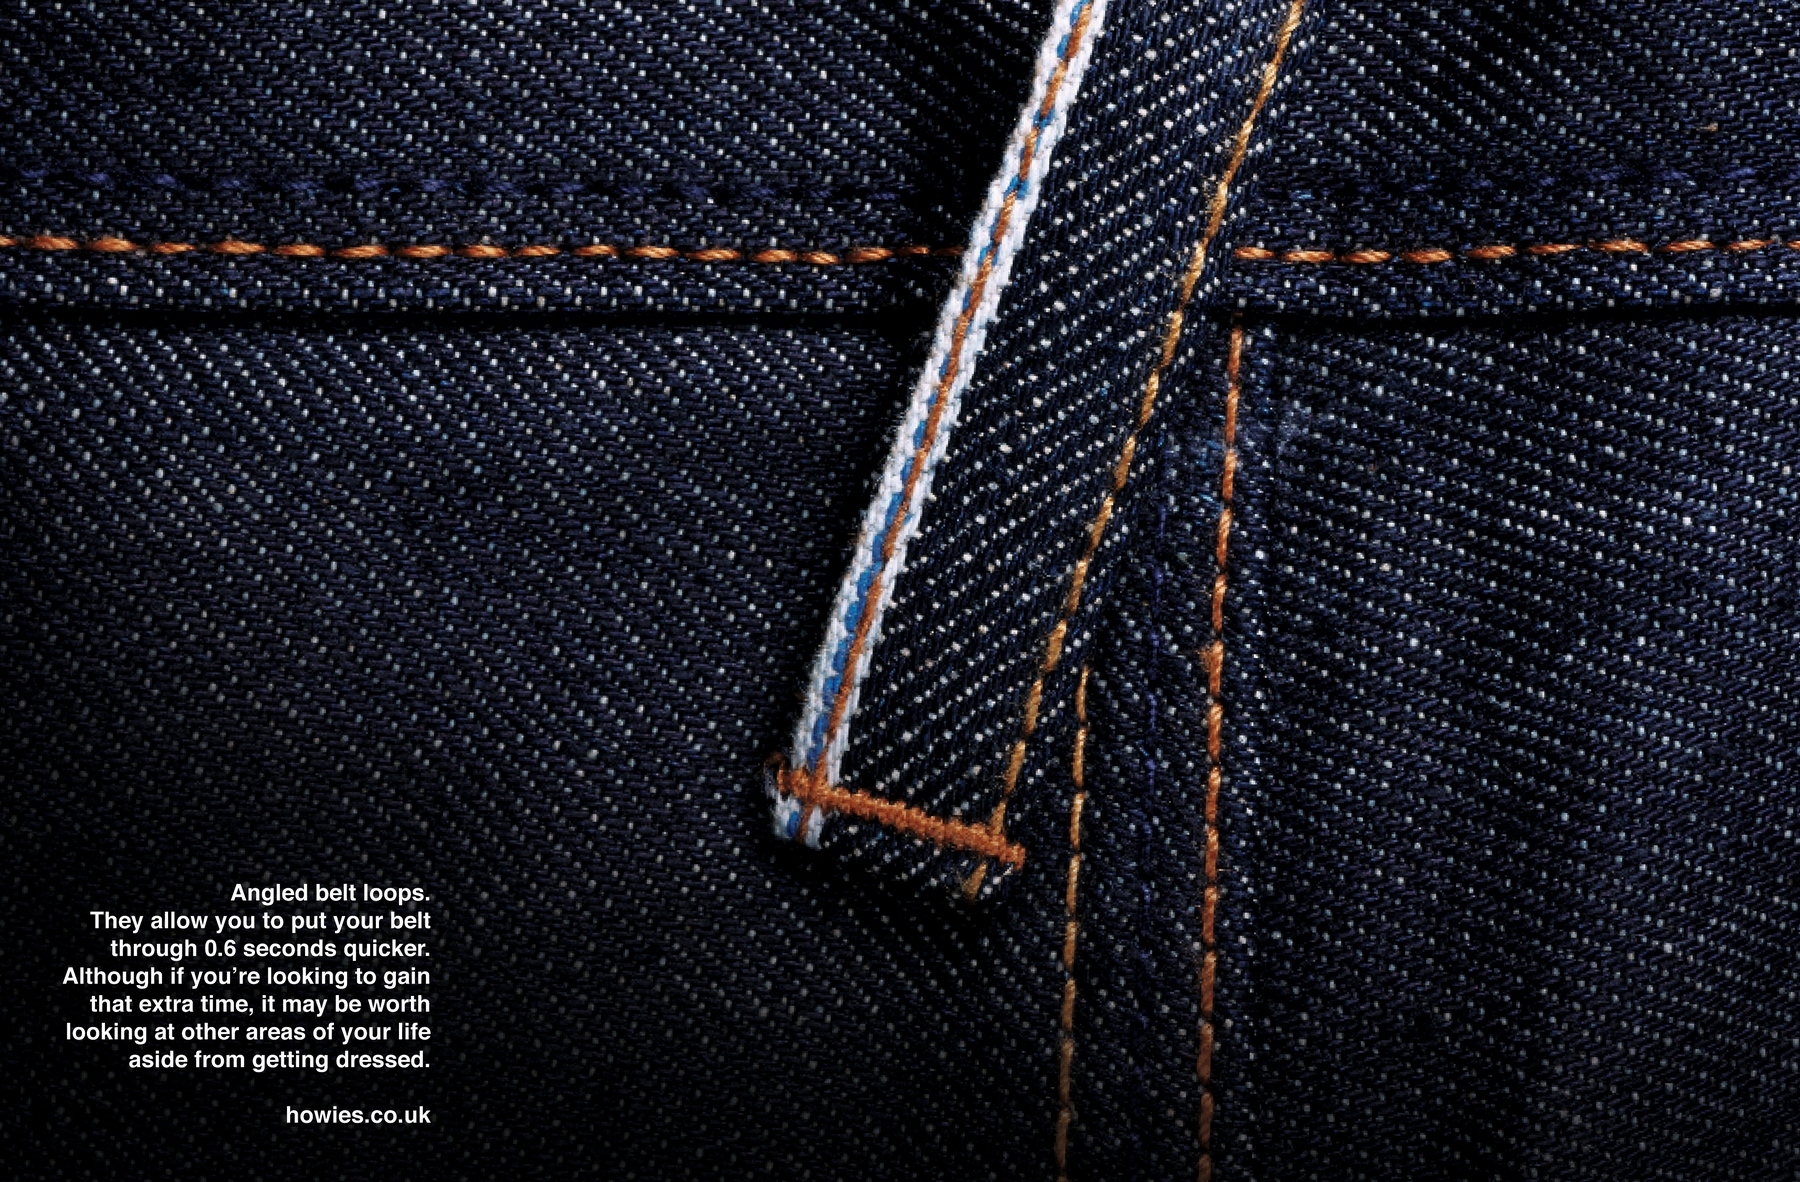 Angled belt loops.
They allow you to put your belt
through 0.6 seconds quicker.
Although if you’re looking to gain
that extra time, it may be worth
looking at other areas of your life
aside from getting dressed.
howies.co.uk